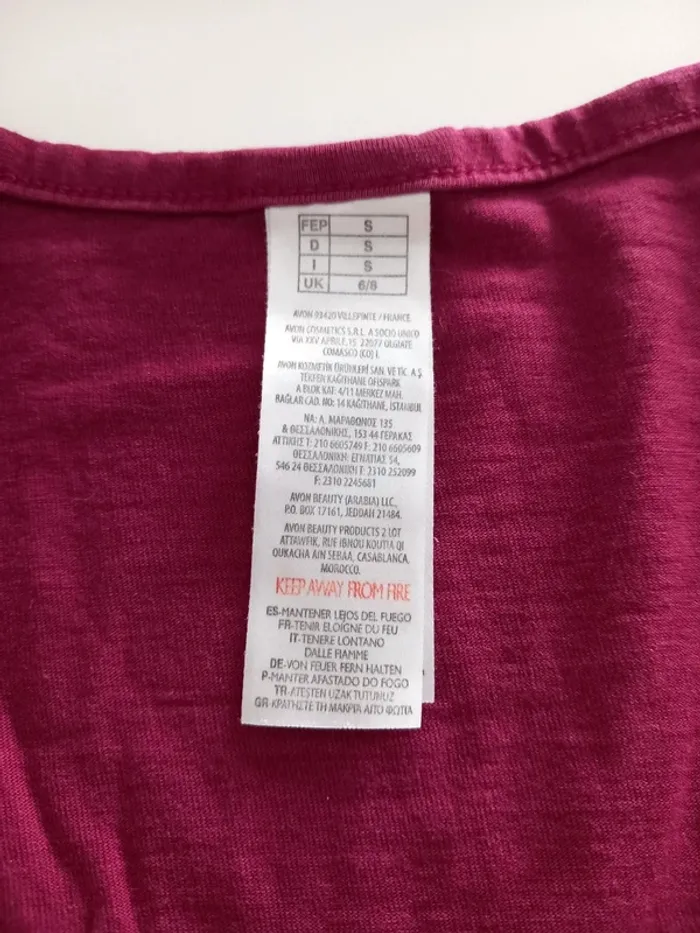 FEP S
D S
I S
UK 6/8
AVON 93420 VILLEPINTE / FRANCE
AVON COSMETICS S.R.L. A SOCIO UNICO
VIA XXV APRILE, 15 22077 OLGIATE
COMASCO (CO) I.
AVON KOZMETİK ÜRÜNLERİ SAN. VE TİC. A.Ş
TEKFEN KAĞITHANE OFİSPARK
A BLOK KAT: 4/11 MERKEZ MAH.
BAĞLAR CAD. NO: 14 KAĞITHANE, İSTANBUL
NA: Λ. ΜΑΡΑΘΩΝΟΣ 135
& ΘΕΣΣΑΛΟΝΙΚΗΣ, 153 44 ΓΕΡΑΚΑΣ
ΑΤΤΙΚΗΣ T: 210 6605749 F: 210 6605609
ΘΕΣΣΑΛΟΝΙΚΗ: ΕΓΝΑΤΙΑΣ 54,
546 24 ΘΕΣΣΑΛΟΝΙΚΗ T: 2310 252099
F: 2310 2245681
AVON BEAUTY (ARABIA) LLC,
P.O. BOX 17161, JEDDAH 21484.
AVON BEAUTY PRODUCTS 2 LOT
ATTAWFIK, RUE IBNOU KOUTIA QI
OUKACHA AIN SEBAA, CASABLANCA,
MOROCCO.
KEEP AWAY FROM FIRE
ES-MANTENER LEJOS DEL FUEGO
FR-TENIR ELOIGNE DU FEU
IT-TENERE LONTANO
DALLE FIAMME
DE-VON FEUER FERN HALTEN
P-MANTER AFASTADO DO FOGO
TR-ATEŞTEN UZAK TUTUNUZ
GR-ΚΡΑΤΗΣΤΕ ΤΗ ΜΑΚΡΙΑ ΑΠΟ ΦΩΤΙΑ